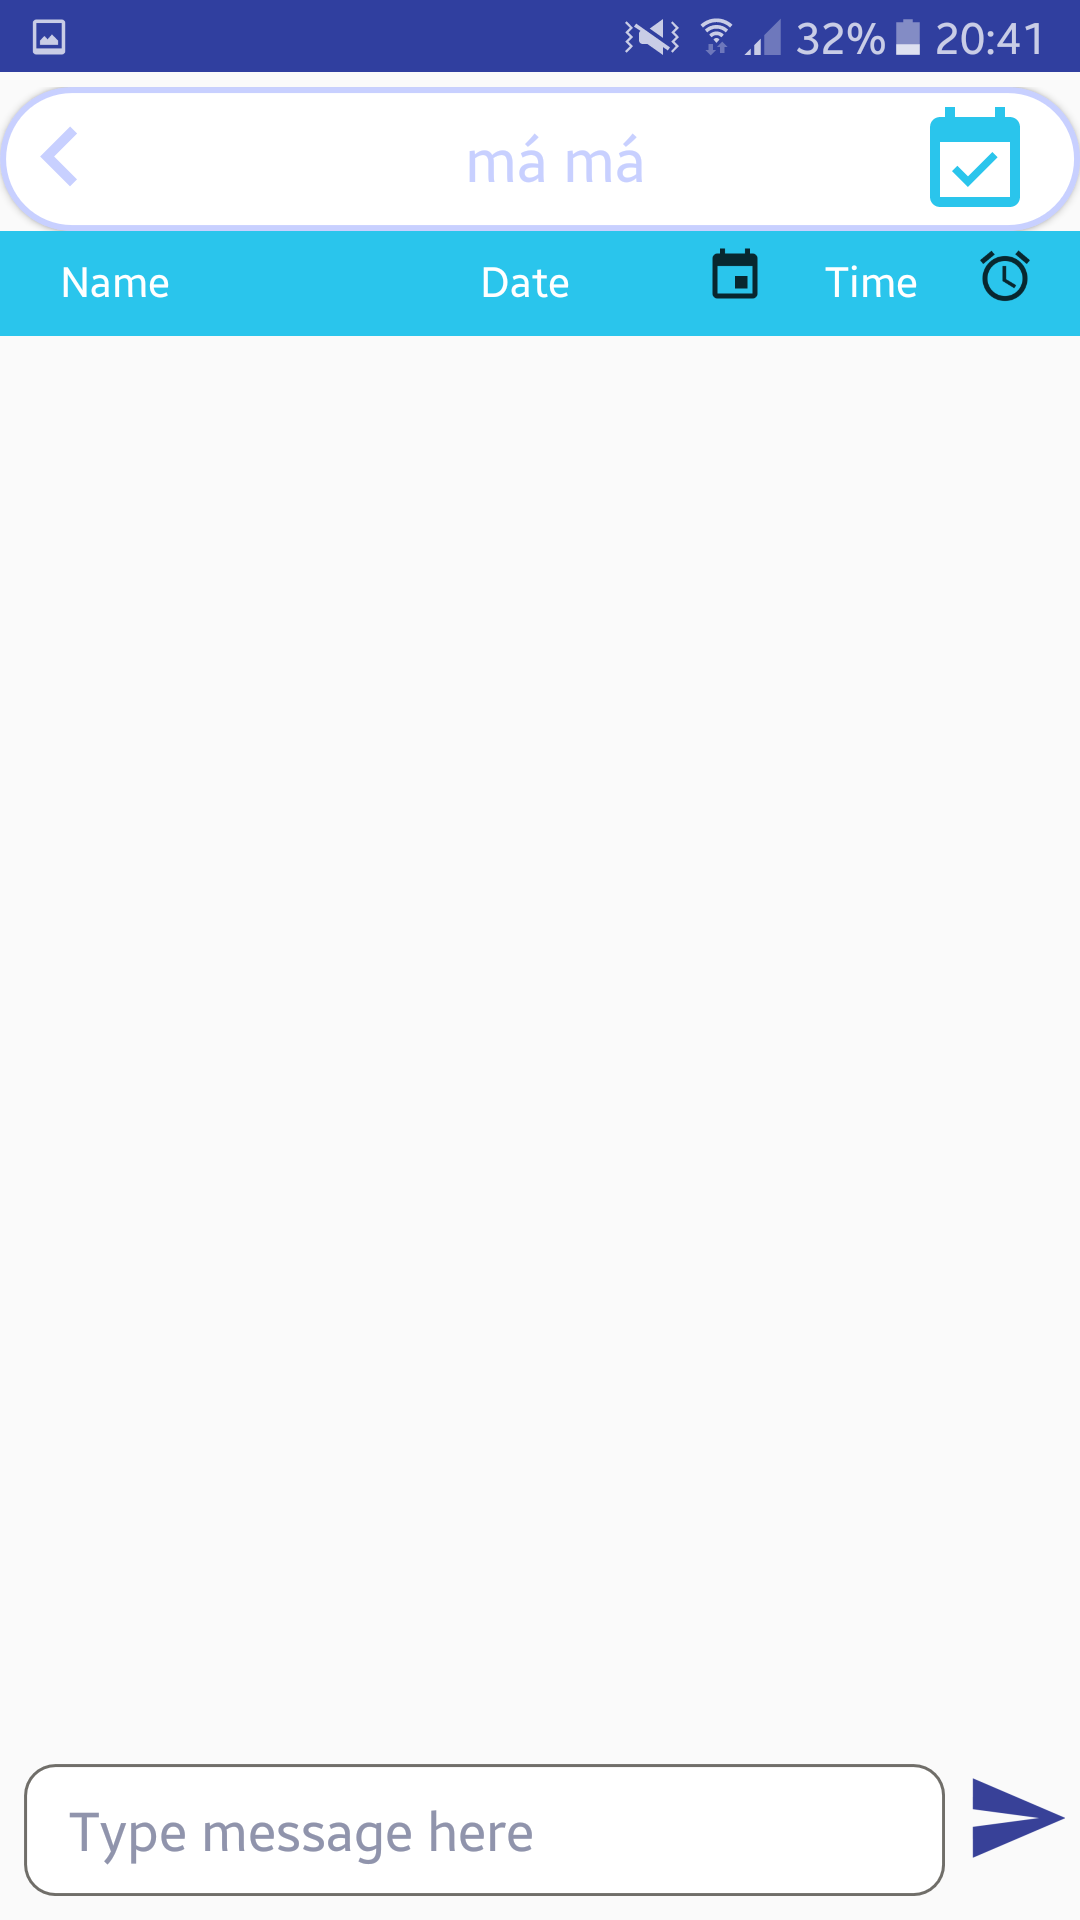 32% 20:41
má má
Name Date Time
Type message here